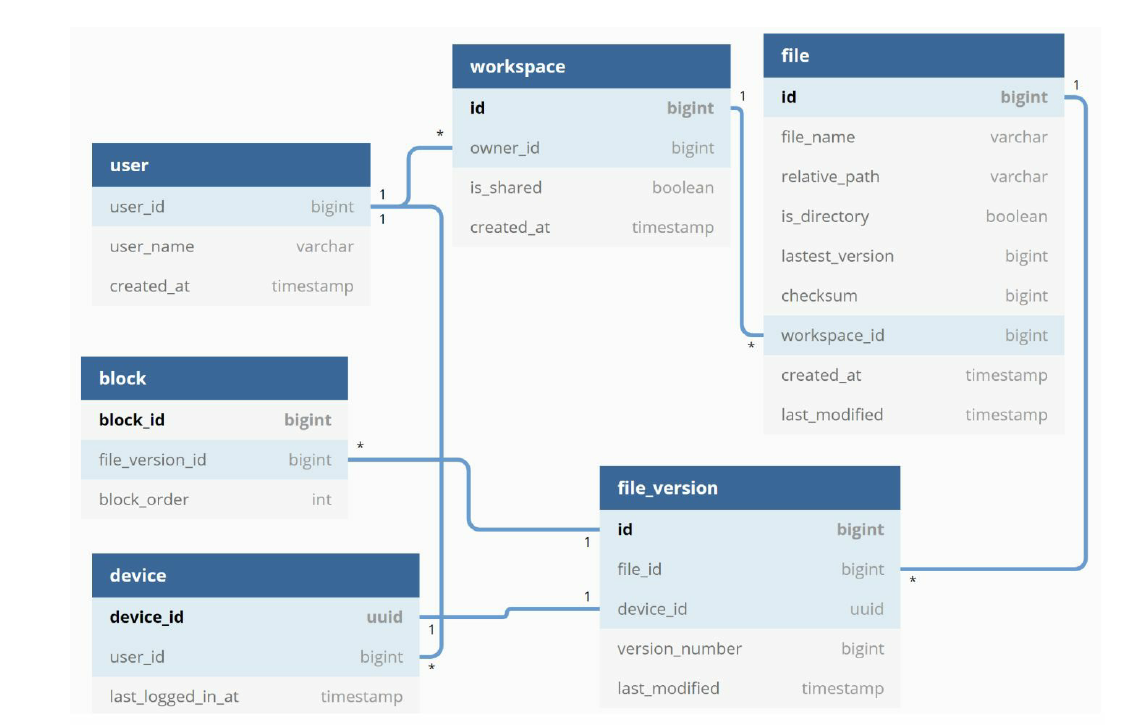 user
user_id bigint
user_name varchar
created_at timestamp
1
1
*
workspace
id bigint
owner_id bigint
is_shared boolean
created_at timestamp
1
*
file
id bigint
file_name varchar
relative_path varchar
is_directory boolean
lastest_version bigint
checksum bigint
workspace_id bigint
created_at timestamp
last_modified timestamp
1
block
block_id bigint
file_version_id bigint
block_order int
*
1
file_version
id bigint
file_id bigint
device_id uuid
version_number bigint
last_modified timestamp
*
1
device
device_id uuid
user_id bigint
last_logged_in_at timestamp
1
*